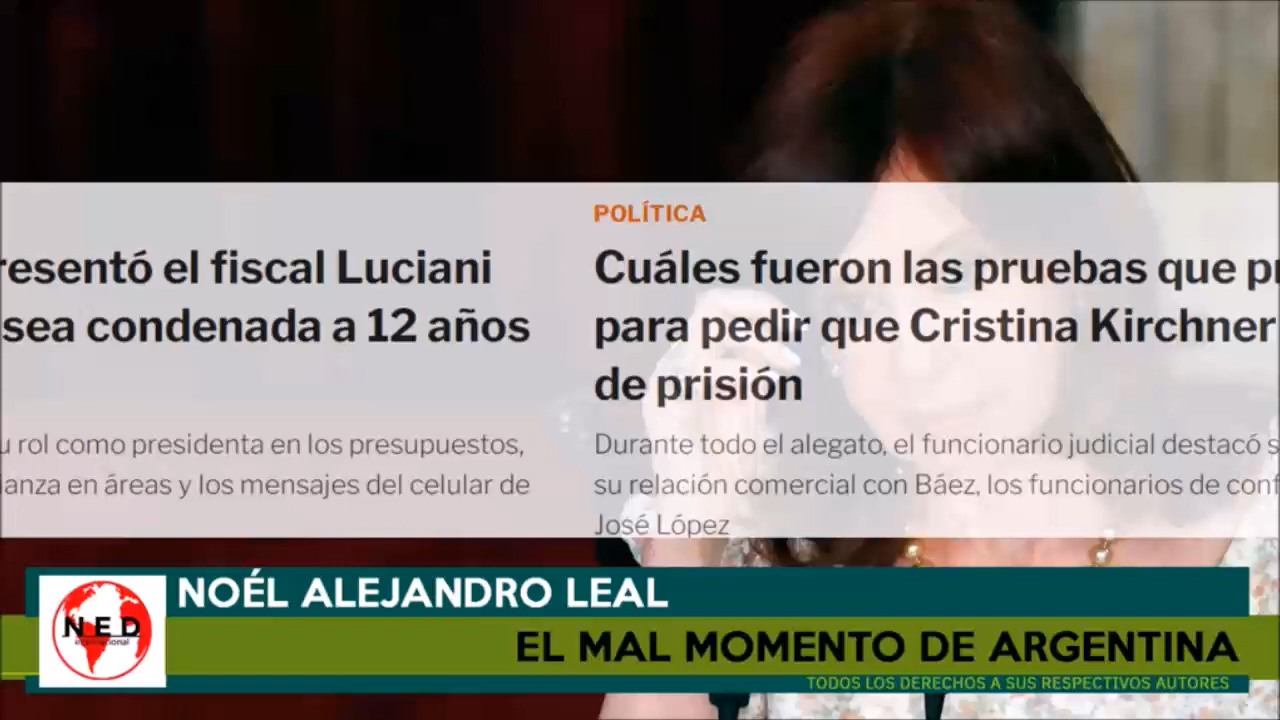 resentó el fiscal Luciani
sea condenada a 12 años
u rol como presidenta en los presupuestos,
ianza en áreas y los mensajes del celular de
POLÍTICA
Cuáles fueron las pruebas que pr
para pedir que Cristina Kirchner
de prisión
Durante todo el alegato, el funcionario judicial destacó s
su relación comercial con Báez, los funcionarios de conf
José López
NED
international
NOÉL ALEJANDRO LEAL
EL MAL MOMENTO DE ARGENTINA
TODOS LOS DERECHOS A SUS RESPECTIVOS AUTORES